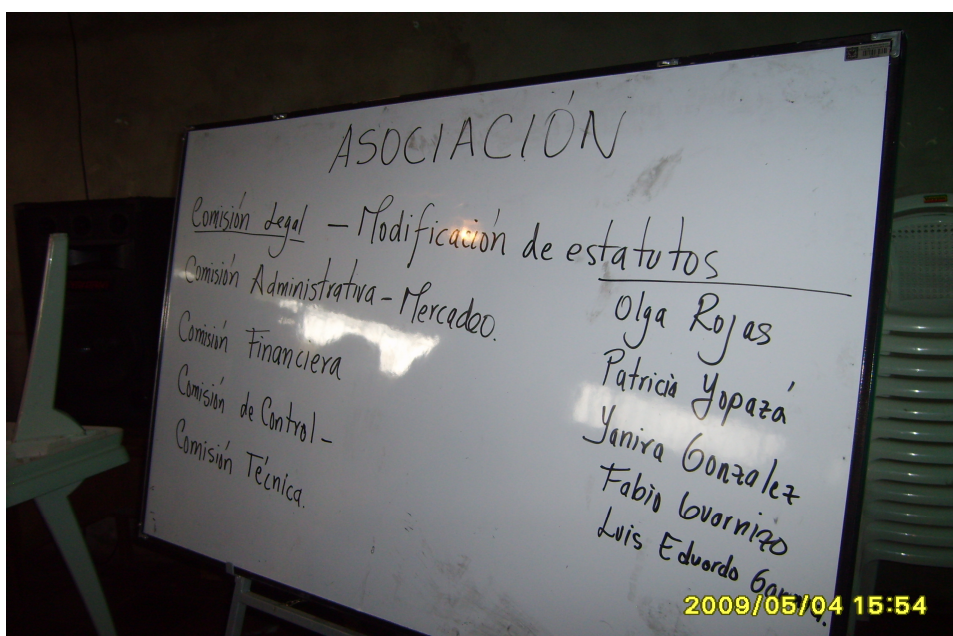 ASOCIACIÓN
Comisión Legal - Modificación de estatutos
Comisión Administrativa - Mercadeo.
Comisión Financiera
Comisión de Control -
Comisión Técnica.
Olga Rojas
Patricia Yopazá
Yanira Gonzalez
Fabio Guarnizo
Luis Eduardo
2009/05/04 15:54